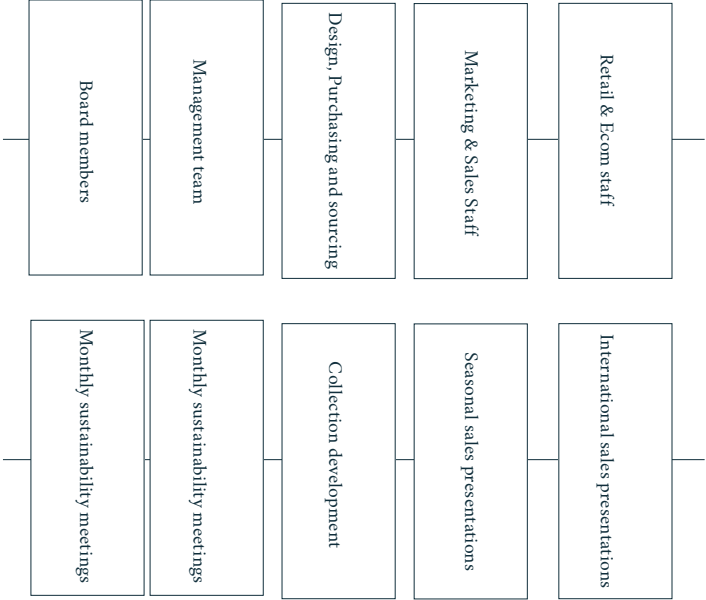 Board members
Management team
Design, Purchasing and sourcing
Marketing & Sales Staff
Retail & Ecom staff
Monthly sustainability meetings
Monthly sustainability meetings
Collection development
Seasonal sales presentations
International sales presentations